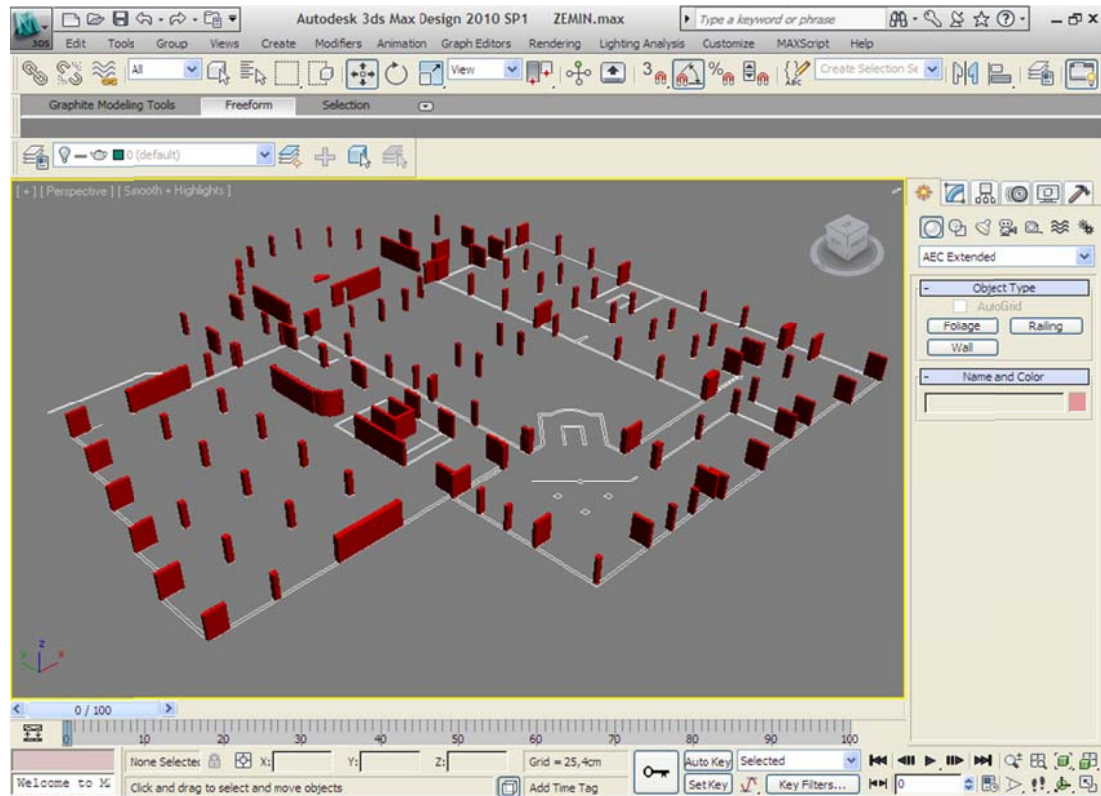 Autodesk 3ds Max Design 2010 SP1 ZEMIN.max Type a keyword or phrase
3DS Edit Tools Group Views Create Modifiers Animation Graph Editors Rendering Lighting Analysis Customize MAXScript Help
All View 3 Create Selection Se
Graphite Modeling Tools Freeform Selection
0 (default)
[ + ] [ Perspective ] [ Smooth + Highlights ]
AEC Extended
- Object Type
AutoGrid
Foliage Railing
Wall
- Name and Color
z
y x
0 / 100
0 10 20 30 40 50 60 70 80 90 100
None Selected X: Y: Z: Grid = 25,4cm Auto Key Selected
Welcome to M Click and drag to select and move objects Add Time Tag Set Key Key Filters... 0